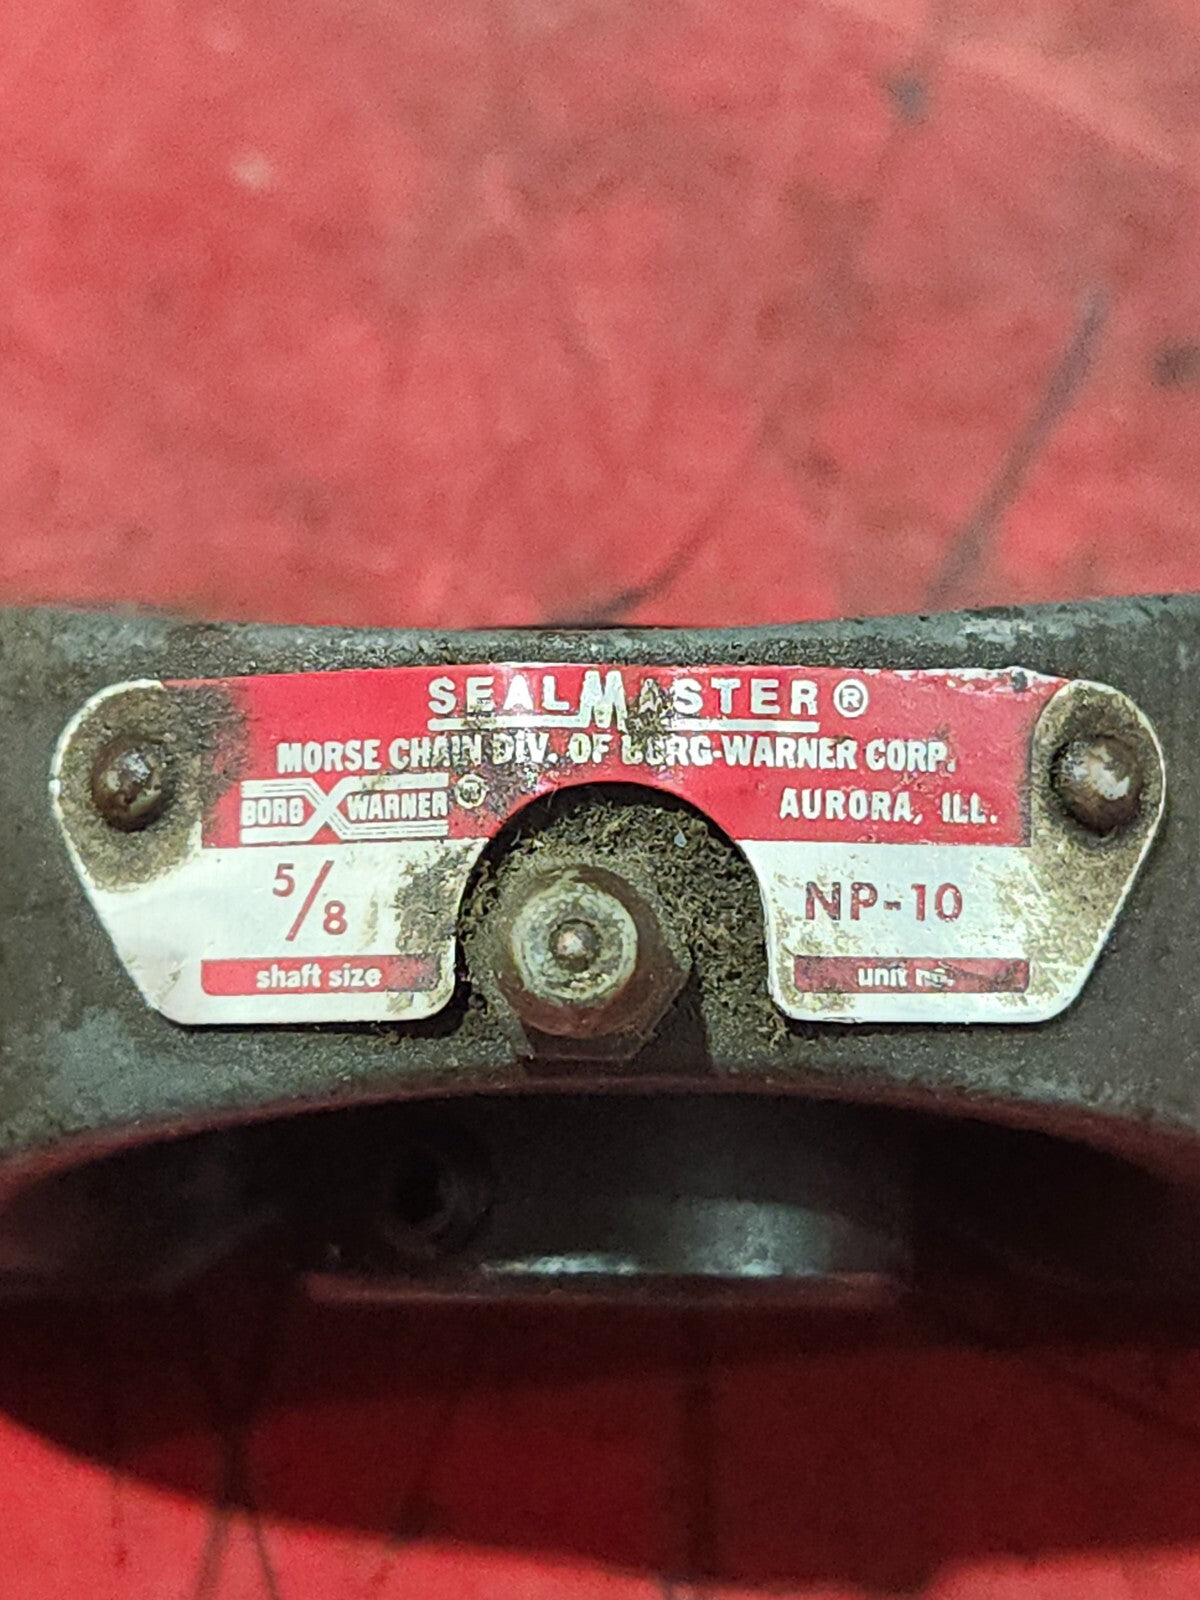 SEALMASTER®
MORSE CHAIN DIV. OF BORG-WARNER CORP.
BORG WARNER ®
AURORA, ILL.
5/8
NP-10
shaft size
unit no.